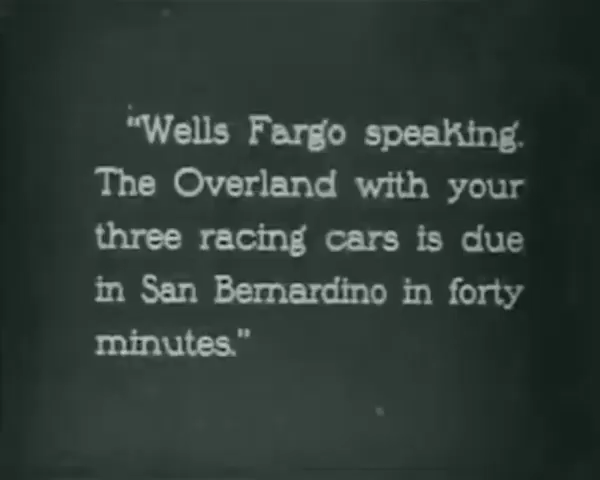 "Wells Fargo speaking.
The Overland with your
three racing cars is due
in San Bernardino in forty
minutes."